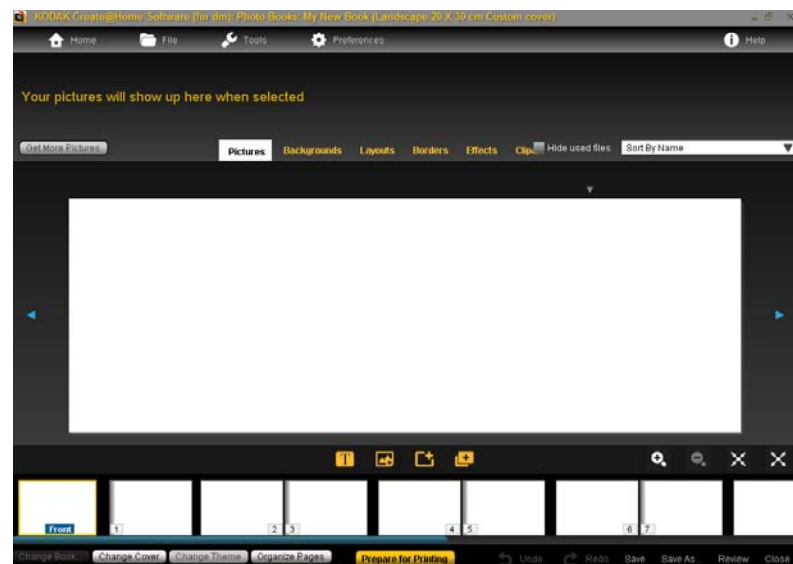 KODAK Create@Home Software (for dm): Photo Books: My New Book (Landscape 20 X 30 cm Custom cover)
Home File Tools Preferences Help
Your pictures will show up here when selected
Get More Pictures Pictures Backgrounds Layouts Borders Effects Hide used files Sort By Name
T
Front 1 2 3 4 5 6 7
Change Book... Change Cover Change Theme Organize Pages Prepare for Printing Undo Redo Save Save As Review Close